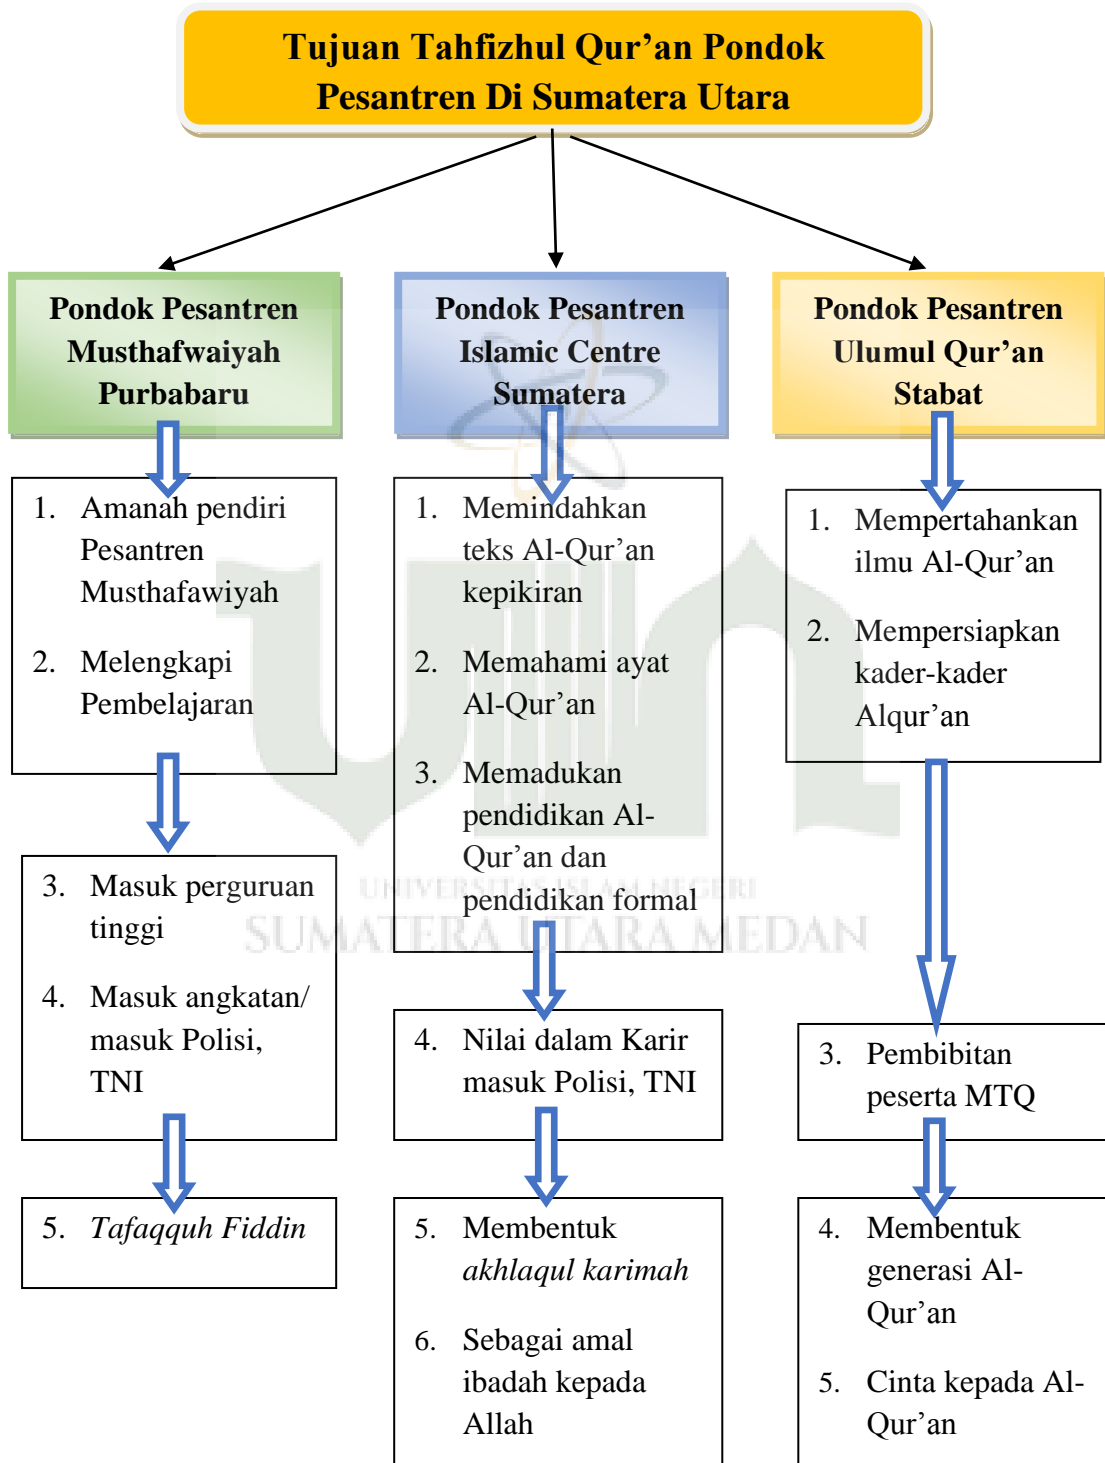 Tujuan Tahfizhul Qur’an Pondok
Pesantren Di Sumatera Utara
Pondok Pesantren
Musthafwaiyah
Purbabaru
Pondok Pesantren
Islamic Centre
Sumatera
Pondok Pesantren
Ulumul Qur’an
Stabat
1. Amanah pendiri
Pesantren
Musthafawiyah
2. Melengkapi
Pembelajaran
3. Masuk perguruan
tinggi
4. Masuk angkatan/
masuk Polisi,
TNI
5. Tafaqquh Fiddin
1. Memindahkan
teks Al-Qur’an
kepikiran
2. Memahami ayat
Al-Qur’an
3. Memadukan
pendidikan Al-
Qur’an dan
pendidikan formal
4. Nilai dalam Karir
masuk Polisi, TNI
5. Membentuk
akhlaqul karimah
6. Sebagai amal
ibadah kepada
Allah
1. Mempertahankan
ilmu Al-Qur’an
2. Mempersiapkan
kader-kader
Alqur’an
3. Pembibitan
peserta MTQ
4. Membentuk
generasi Al-
Qur’an
5. Cinta kepada Al-
Qur’an
uin
UNIVERSITAS ISLAM NEGERI
SUMATERA UTARA MEDAN